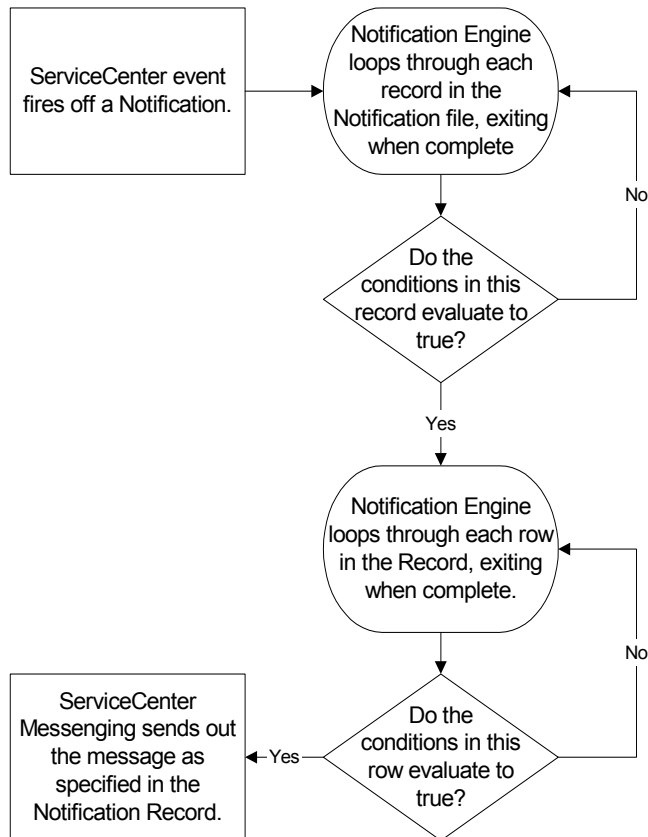 ServiceCenter event
fires off a Notification.
Notification Engine
loops through each
record in the
Notification file, exiting
when complete
No
Do the
conditions in this
record evaluate to
true?
Yes
Notification Engine
loops through each row
in the Record, exiting
when complete.
No
Do the
conditions in this
row evaluate to
true?
Yes
ServiceCenter
Messenging sends out
the message as
specified in the
Notification Record.